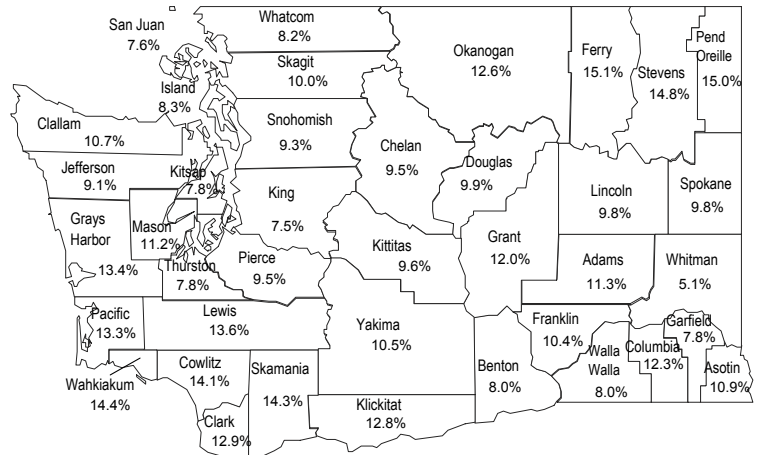 Whatcom
8.2%
San Juan
7.6%
Skagit
10.0%
Island
8.3%
Okanogan
12.6%
Ferry
15.1%
Stevens
14.8%
Pend
Oreille
15.0%
Clallam
10.7%
Snohomish
9.3%
Chelan
9.5%
Douglas
9.9%
Jefferson
9.1%
Kitsap
7.8%
King
7.5%
Lincoln
9.8%
Spokane
9.8%
Grays
Harbor
13.4%
Mason
11.2%
Thurston
7.8%
Pierce
9.5%
Kittitas
9.6%
Grant
12.0%
Adams
11.3%
Whitman
5.1%
Pacific
13.3%
Lewis
13.6%
Yakima
10.5%
Franklin
10.4%
Garfield
7.8%
Wahkiakum
14.4%
Cowlitz
14.1%
Skamania
14.3%
Benton
8.0%
Walla
Walla
8.0%
Columbia
12.3%
Asotin
10.9%
Clark
12.9%
Klickitat
12.8%